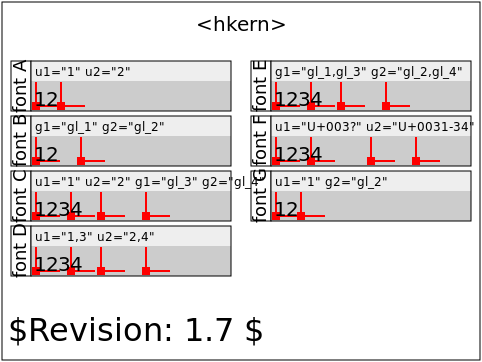 <hkern>
font A
u1="1" u2="2"
12
font B
g1="gl_1" g2="gl_2"
12
font C
u1="1" u2="2" g1="gl_3" g2="gl_4"
1234
font D
u1="1,3" u2="2,4"
1234
font E
g1="gl_1,gl_3" g2="gl_2,gl_4"
1234
font F
u1="U+003?" u2="U+0031-34"
1234
font G
u1="1" g2="gl_2"
12
$Revision: 1.7 $